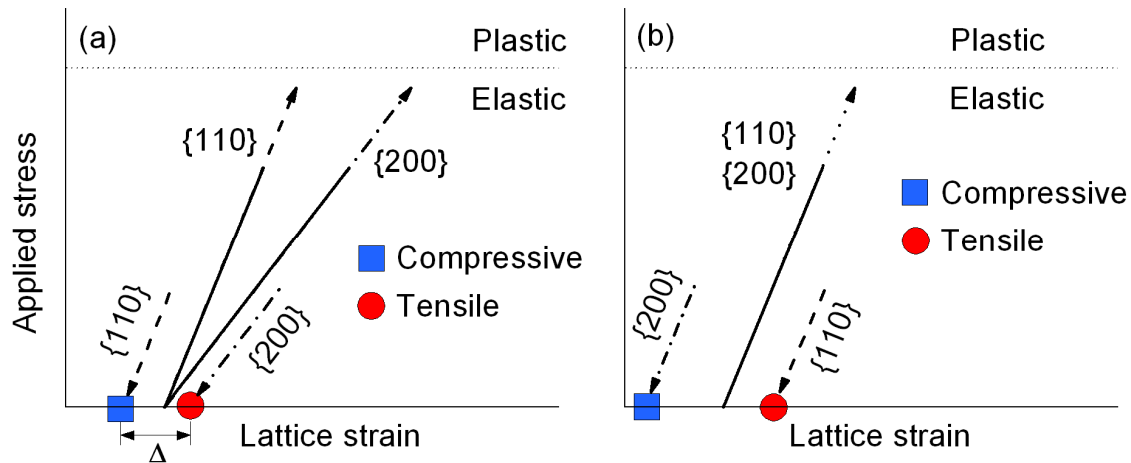 (a)
Plastic
Elastic
{110}
{200}
Compressive
Tensile
{110}
{200}
Applied stress
Lattice strain
Δ
(b)
Plastic
Elastic
{110}
{200}
Compressive
Tensile
{200}
{110}
Lattice strain